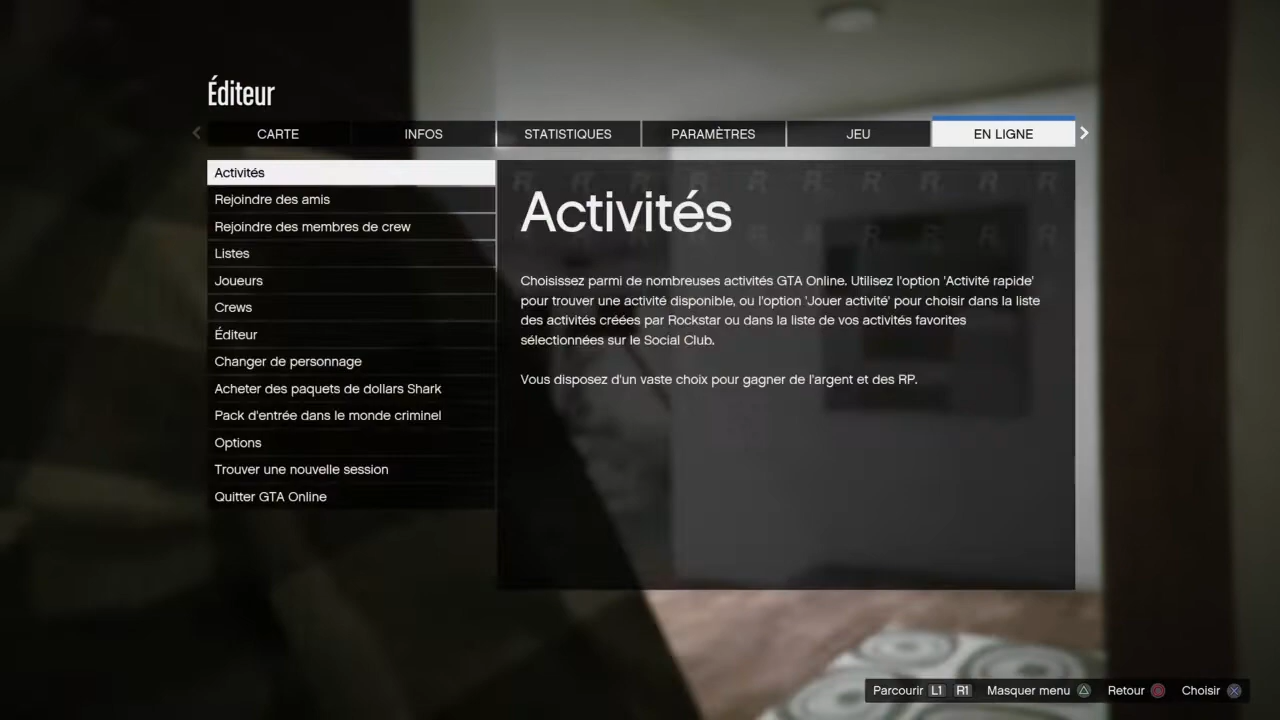 Éditeur
CARTE INFOS STATISTIQUES PARAMÈTRES JEU EN LIGNE
Activités
Rejoindre des amis
Rejoindre des membres de crew
Listes
Joueurs
Crews
Éditeur
Changer de personnage
Acheter des paquets de dollars Shark
Pack d'entrée dans le monde criminel
Options
Trouver une nouvelle session
Quitter GTA Online
Activités
Choisissez parmi de nombreuses activités GTA Online. Utilisez l'option 'Activité rapide'
pour trouver une activité disponible, ou l'option 'Jouer activité' pour choisir dans la liste
des activités créées par Rockstar ou dans la liste de vos activités favorites
sélectionnées sur le Social Club.
Vous disposez d'un vaste choix pour gagner de l'argent et des RP.
Parcourir L1 R1 Masquer menu Retour Choisir